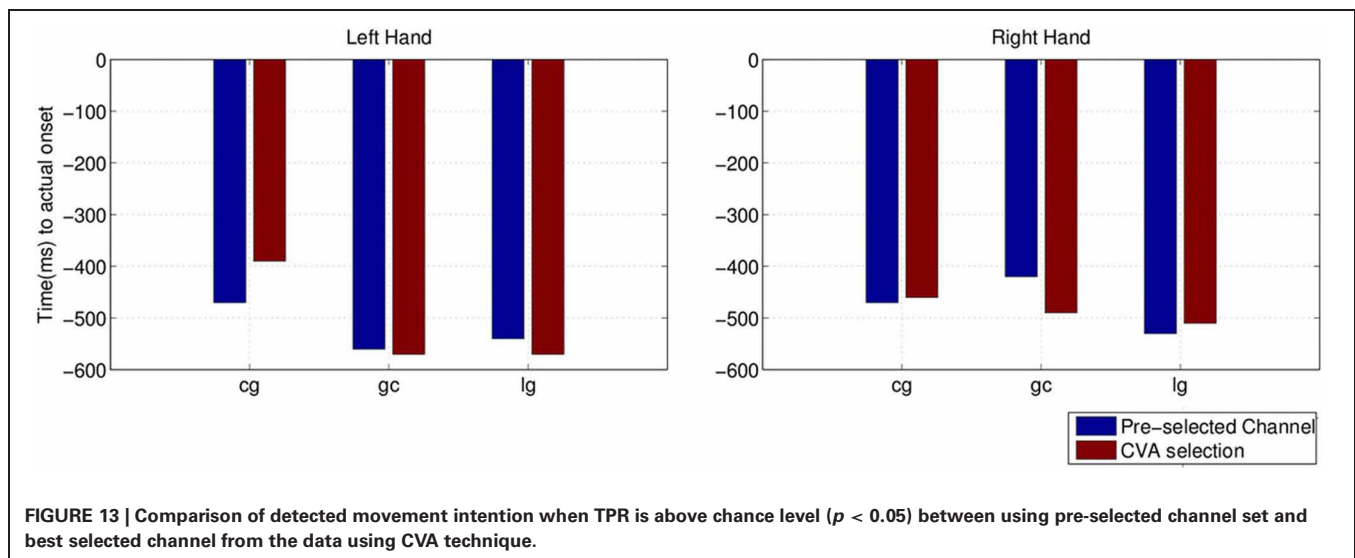 Left Hand
Right Hand
Time(ms) to actual onset
0
−100
−200
−300
−400
−500
−600
cg
gc
lg
0
−100
−200
−300
−400
−500
−600
cg
gc
lg
Pre−selected Channel
CVA selection
FIGURE 13 | Comparison of detected movement intention when TPR is above chance level (p < 0.05) between using pre-selected channel set and
best selected channel from the data using CVA technique.